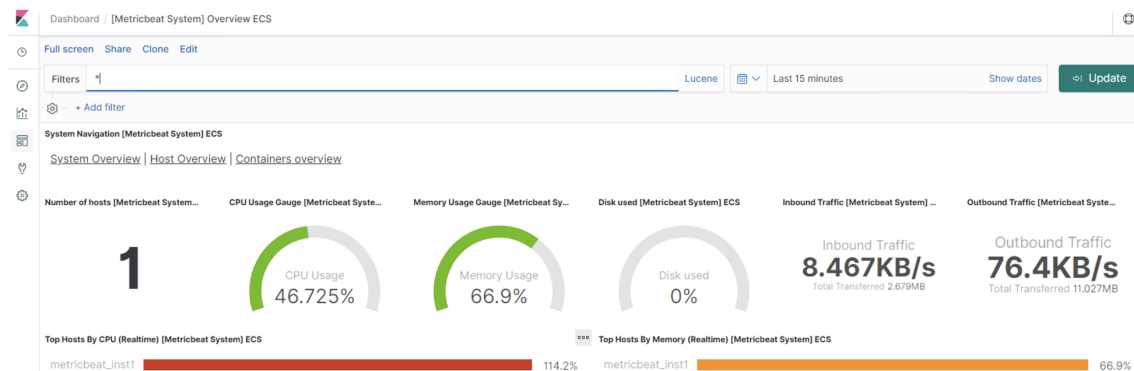 Dashboard / [Metricbeat System] Overview ECS
Full screen Share Clone Edit
Filters * Lucene Last 15 minutes Show dates Update
+ Add filter
System Navigation [Metricbeat System] ECS
System Overview | Host Overview | Containers overview
Number of hosts [Metricbeat System... CPU Usage Gauge [Metricbeat Syste... Memory Usage Gauge [Metricbeat Sy... Disk used [Metricbeat System] ECS Inbound Traffic [Metricbeat System] ... Outbound Traffic [Metricbeat Syste...
1
CPU Usage
46.725%
Memory Usage
66.9%
Disk used
0%
Inbound Traffic
8.467KB/s
Total Transferred 2.679MB
Outbound Traffic
76.4KB/s
Total Transferred 11.027MB
Top Hosts By CPU (Realtime) [Metricbeat System] ECS Top Hosts By Memory (Realtime) [Metricbeat System] ECS
metricbeat_inst1 114.2% metricbeat_inst1 66.9%